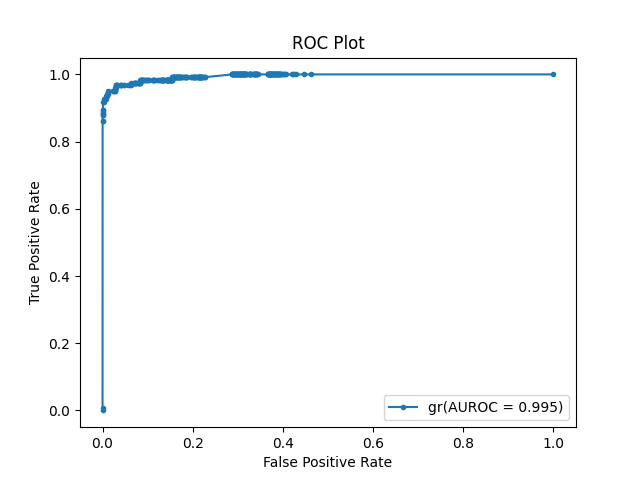 ROC Plot
1.0
0.8
0.6
0.4
0.2
0.0
True Positive Rate
gr(AUROC = 0.995)
0.0 0.2 0.4 0.6 0.8 1.0
False Positive Rate